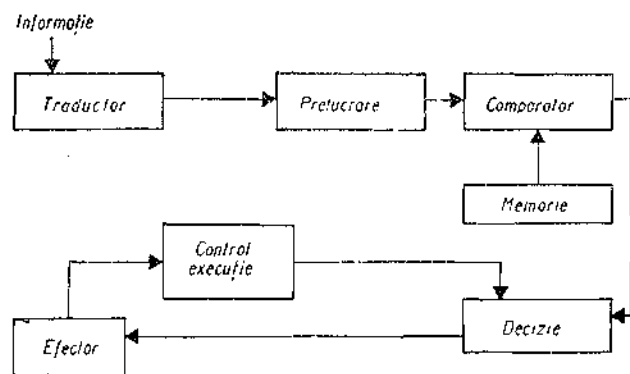 Informație
Traductor
Prelucrare
Comparator
Memorie
Control
execuție
Decizie
Efector